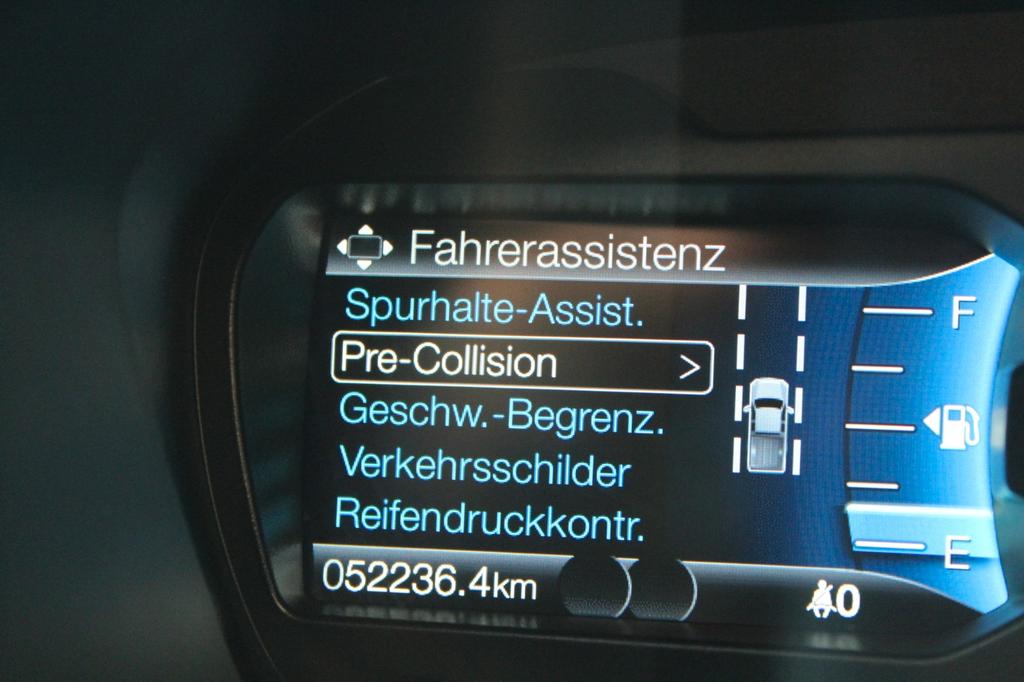 Fahrerassistenz
Spurhalte-Assist.
Pre-Collision >
Geschw.-Begrenz.
Verkehrsschilder
Reifendruckkontr.
F
E
052236.4km
0